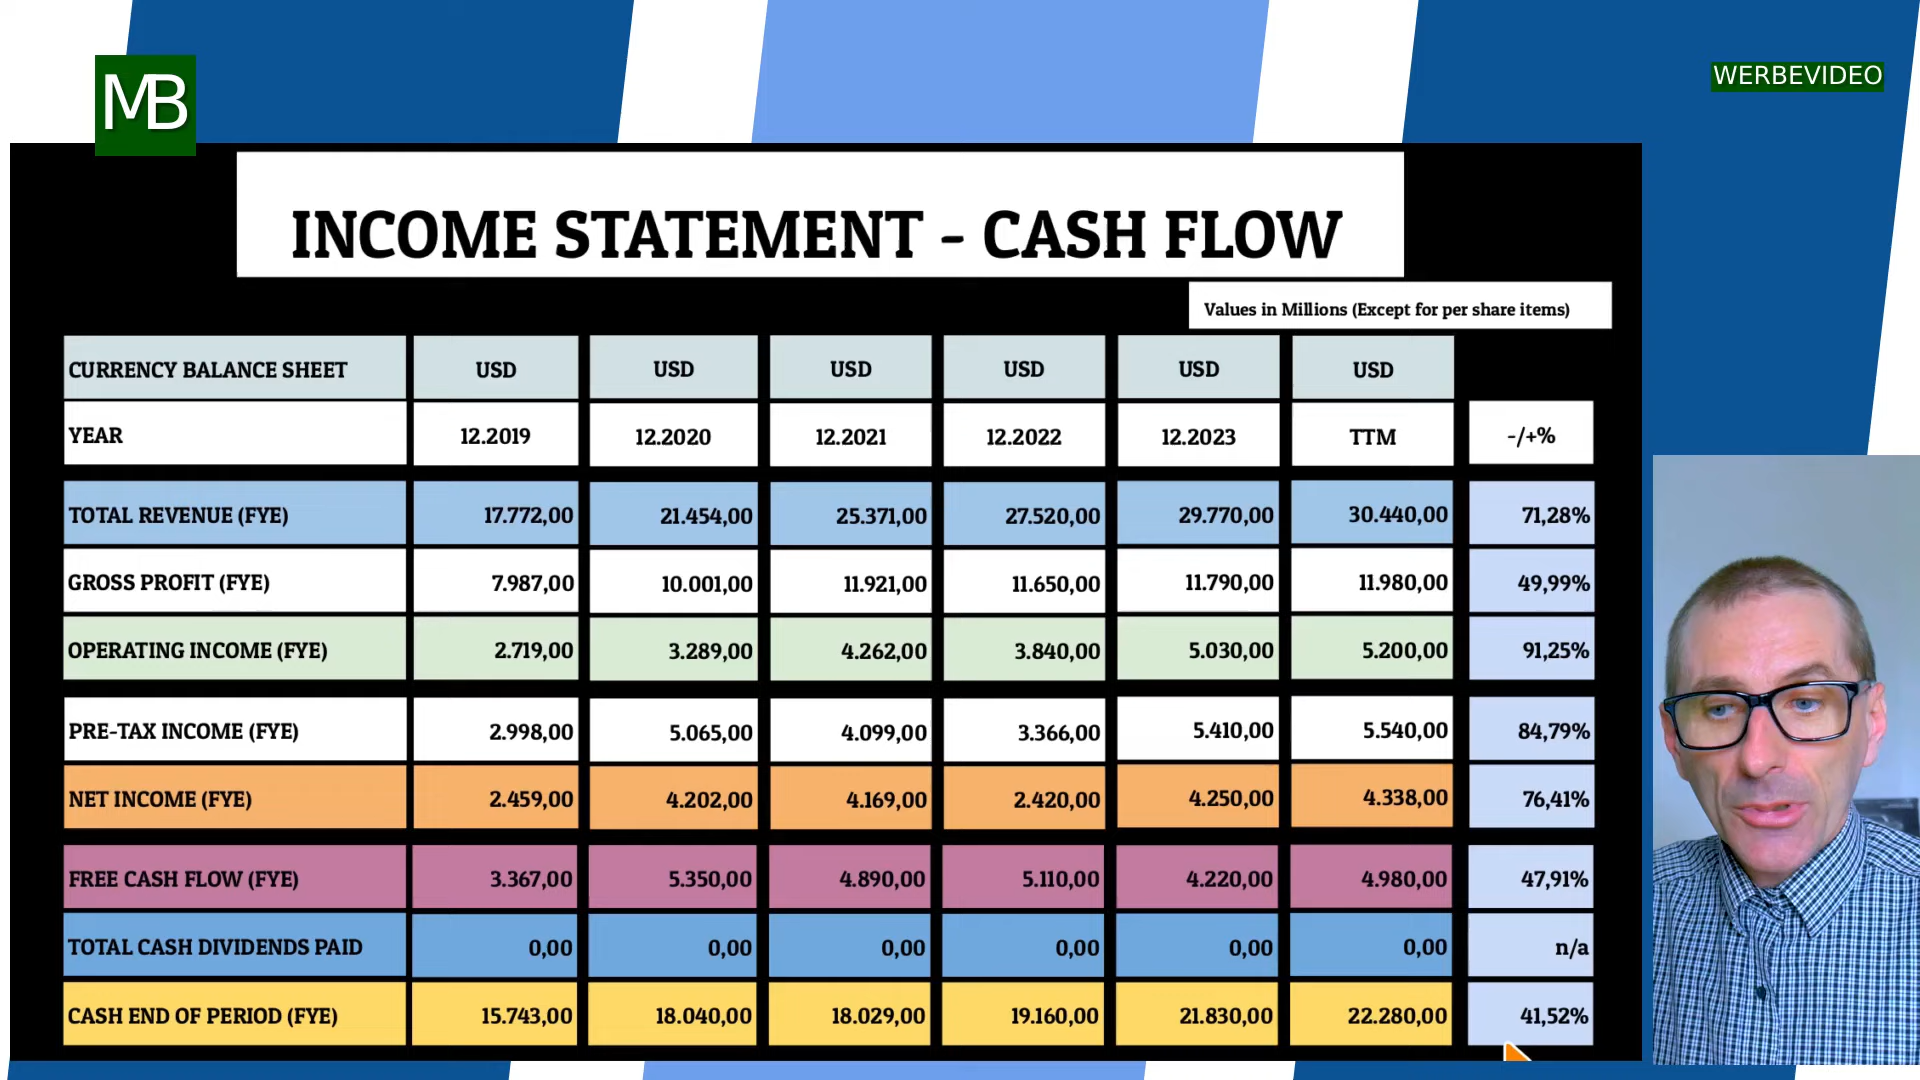 MB
WERBEVIDEO
INCOME STATEMENT - CASH FLOW
Values in Millions (Except for per share items)
CURRENCY BALANCE SHEET USD USD USD USD USD USD
YEAR 12.2019 12.2020 12.2021 12.2022 12.2023 TTM -/+%
TOTAL REVENUE (FYE) 17.772,00 21.454,00 25.371,00 27.520,00 29.770,00 30.440,00 71,28%
GROSS PROFIT (FYE) 7.987,00 10.001,00 11.921,00 11.650,00 11.790,00 11.980,00 49,99%
OPERATING INCOME (FYE) 2.719,00 3.289,00 4.262,00 3.840,00 5.030,00 5.200,00 91,25%
PRE-TAX INCOME (FYE) 2.998,00 5.065,00 4.099,00 3.366,00 5.410,00 5.540,00 84,79%
NET INCOME (FYE) 2.459,00 4.202,00 4.169,00 2.420,00 4.250,00 4.338,00 76,41%
FREE CASH FLOW (FYE) 3.367,00 5.350,00 4.890,00 5.110,00 4.220,00 4.980,00 47,91%
TOTAL CASH DIVIDENDS PAID 0,00 0,00 0,00 0,00 0,00 0,00 n/a
CASH END OF PERIOD (FYE) 15.743,00 18.040,00 18.029,00 19.160,00 21.830,00 22.280,00 41,52%